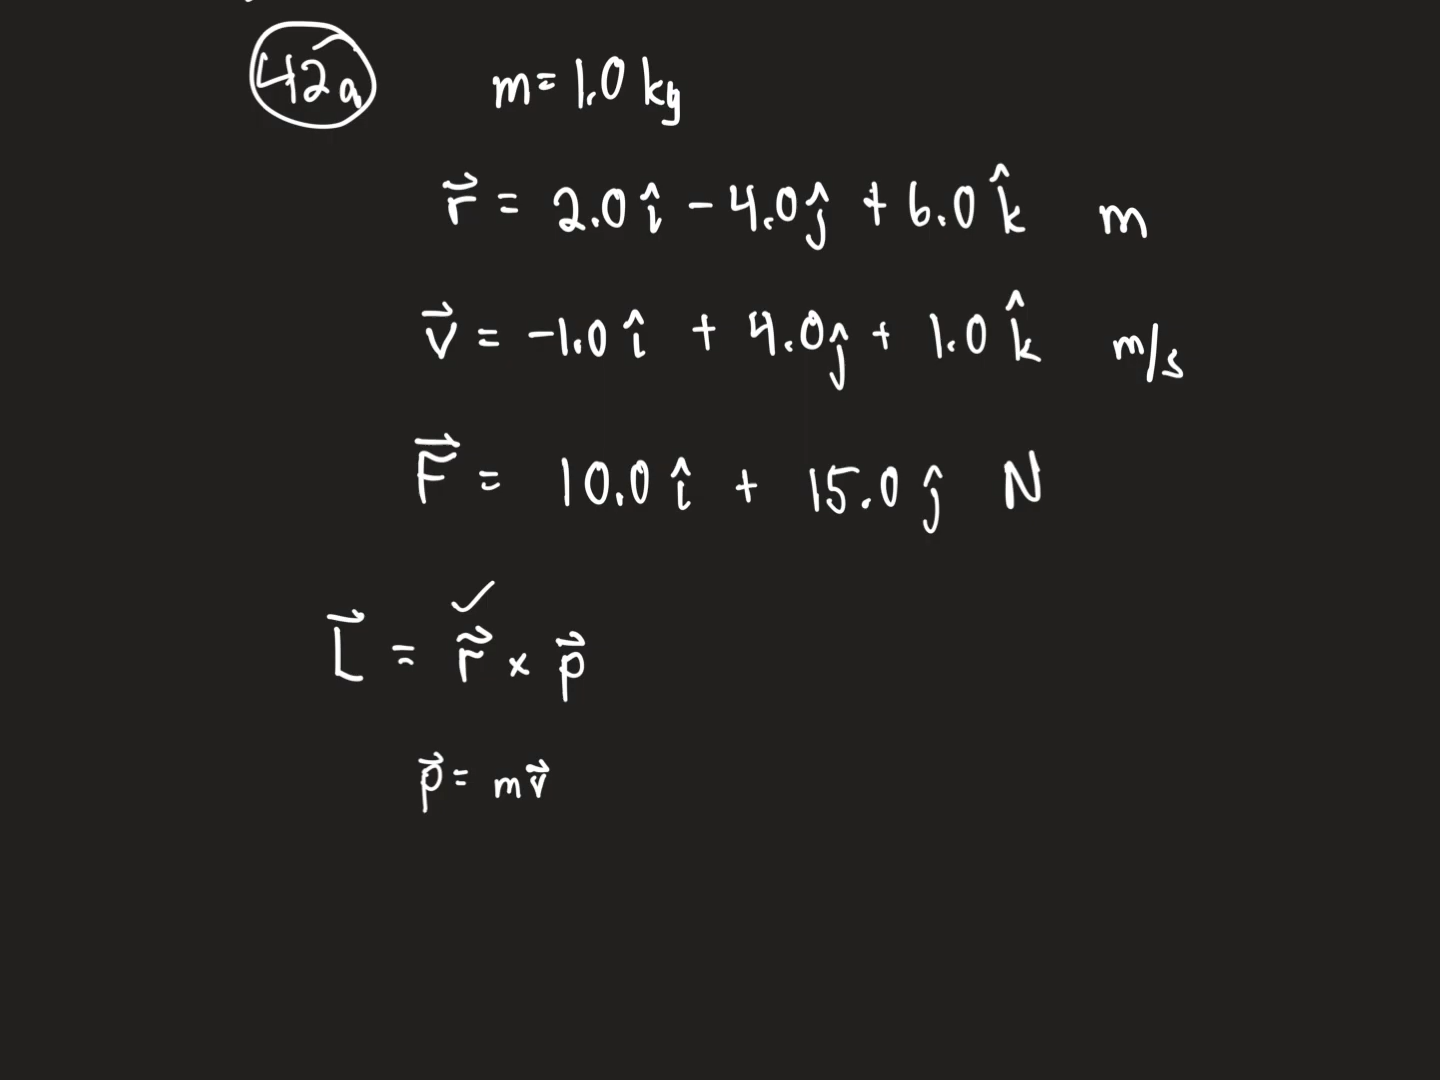 42a
m = 1.0 kg
r⃗ = 2.0 î - 4.0 ĵ + 6.0 k̂ m
v⃗ = -1.0 î + 4.0 ĵ + 1.0 k̂ m/s
F⃗ = 10.0 î + 15.0 ĵ N
L⃗ = r⃗ × p⃗
p⃗ = m v⃗